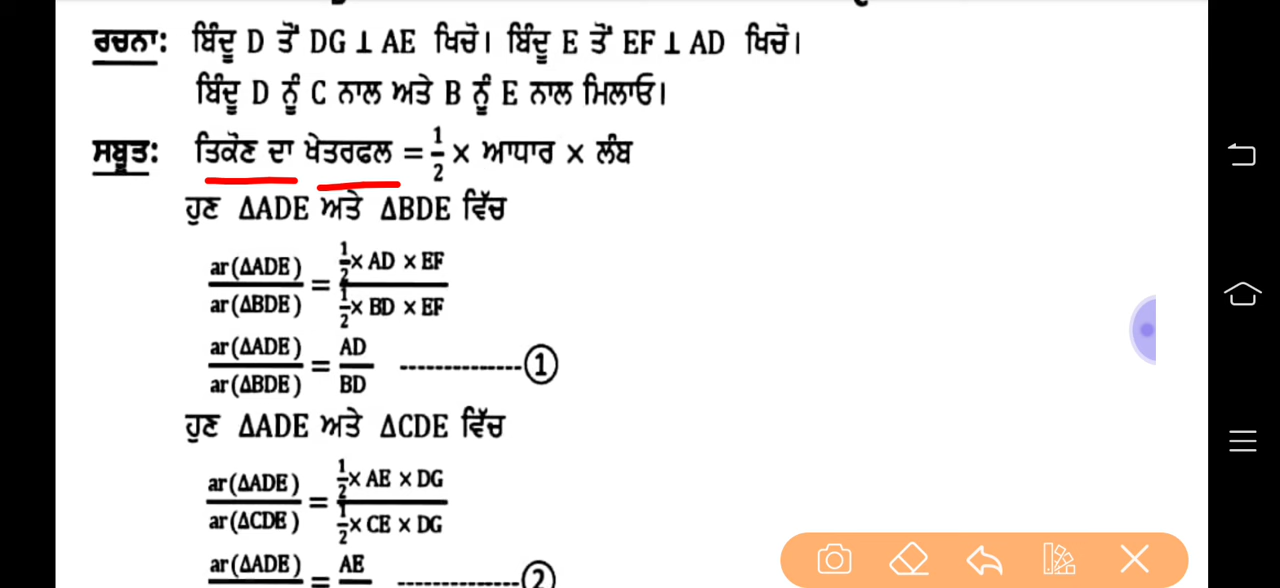 ਰਚਨਾ: ਬਿੰਦੂ D ਤੋਂ DG ⊥ AE ਖਿਚੋ। ਬਿੰਦੂ E ਤੋਂ EF ⊥ AD ਖਿਚੋ।
ਬਿੰਦੂ D ਨੂੰ C ਨਾਲ ਅਤੇ B ਨੂੰ E ਨਾਲ ਮਿਲਾਓ।
ਸਬੂਤ: ਤਿਕੋਣ ਦਾ ਖੇਤਰਫਲ = 1/2 × ਆਧਾਰ × ਲੰਬ
ਹੁਣ ΔADE ਅਤੇ ΔBDE ਵਿੱਚ
ar(ΔADE) / ar(ΔBDE) = 1/2 × AD × EF / 1/2 × BD × EF
ar(ΔADE) / ar(ΔBDE) = AD / BD --------------①
ਹੁਣ ΔADE ਅਤੇ ΔCDE ਵਿੱਚ
ar(ΔADE) / ar(ΔCDE) = 1/2 × AE × DG / 1/2 × CE × DG
ar(ΔADE) = AE --------------②